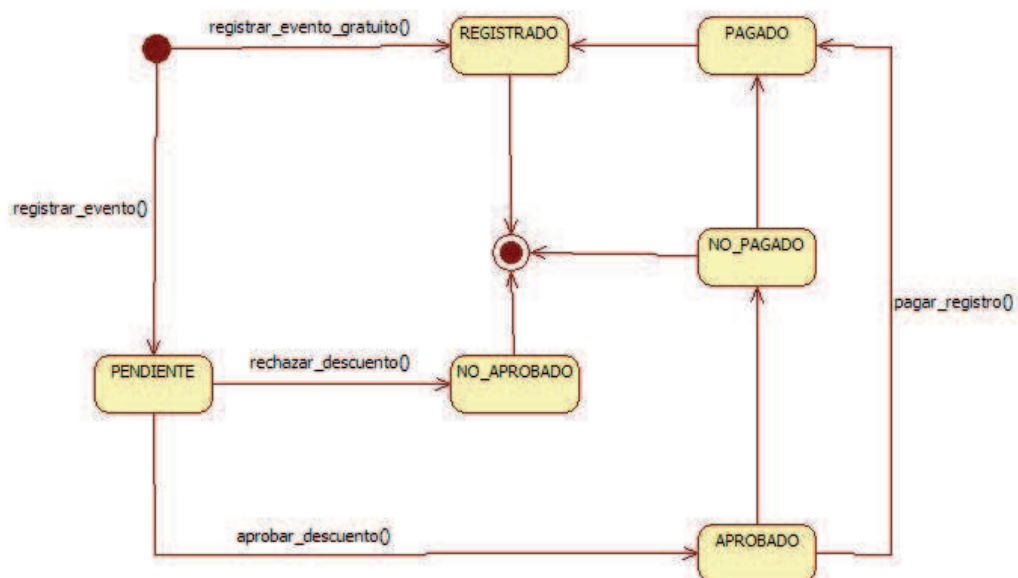 registrar_evento_gratuito()
REGISTRADO
PAGADO
registrar_evento()
NO_PAGADO
pagar_registro()
PENDIENTE
rechazar_descuento()
NO_APROBADO
aprobar_descuento()
APROBADO